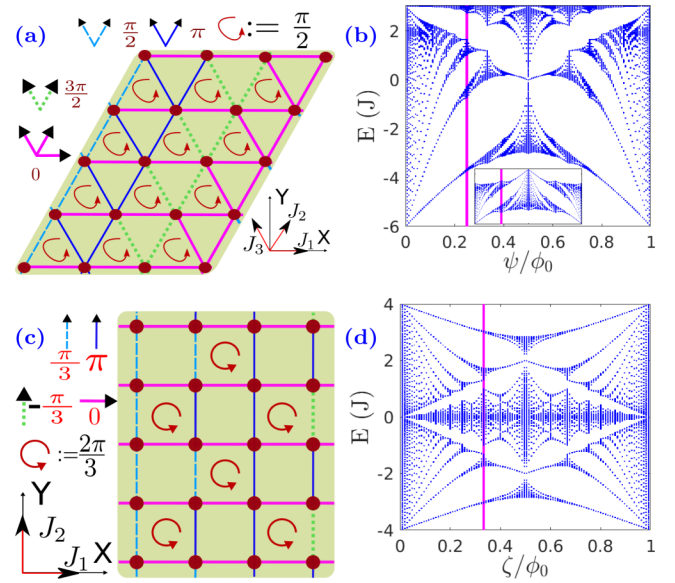 (a)
π/2
π
:= π/2
3π/2
0
Y
J₂
J₃
J₁ X
(b)
E (J)
2
0
-2
-4
-6
0 0.2 0.4 0.6 0.8 1
ψ/ϕ₀
(c)
π/3 π
-π/3 0
:= 2π/3
Y
J₂
J₁ X
(d)
E (J)
4
2
0
-2
-4
0 0.2 0.4 0.6 0.8 1
ζ/ϕ₀